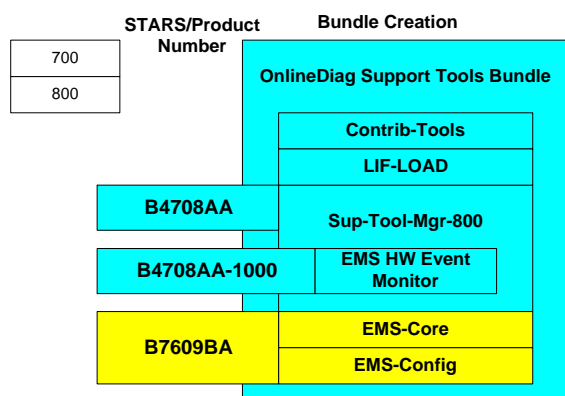 STARS/Product
Number
Bundle Creation
700
800
OnlineDiag Support Tools Bundle
Contrib-Tools
LIF-LOAD
B4708AA
Sup-Tool-Mgr-800
B4708AA-1000
EMS HW Event
Monitor
B7609BA
EMS-Core
EMS-Config